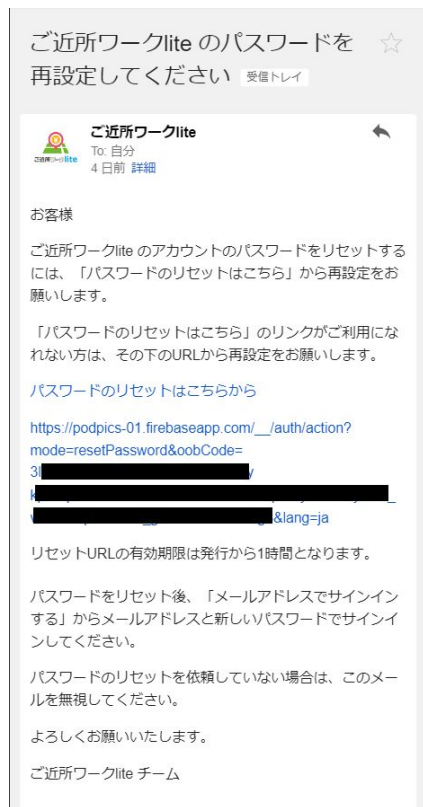 ご近所ワークlite のパスワードを
再設定してください 受信トレイ
ご近所ワークlite
ご近所ワークlite
To: 自分
4 日前 詳細
お客様
ご近所ワークlite のアカウントのパスワードをリセットする
には、「パスワードのリセットはこちら」から再設定をお
願いします。
「パスワードのリセットはこちら」のリンクがご利用にな
れない方は、その下のURLから再設定をお願いします。
パスワードのリセットはこちらから
https://podpics-01.firebaseapp.com/__/auth/action?
mode=resetPassword&oobCode=
&lang=ja
リセットURLの有効期限は発行から1時間となります。
パスワードをリセット後、「メールアドレスでサインイン
する」からメールアドレスと新しいパスワードでサインイ
ンしてください。
パスワードのリセットを依頼していない場合は、このメー
ルを無視してください。
よろしくお願いいたします。
ご近所ワークlite チーム